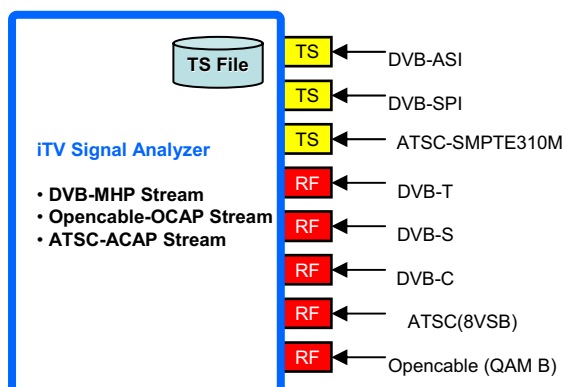 TS File
iTV Signal Analyzer
• DVB-MHP Stream
• Opencable-OCAP Stream
• ATSC-ACAP Stream
TS DVB-ASI
TS DVB-SPI
TS ATSC-SMPTE310M
RF DVB-T
RF DVB-S
RF DVB-C
RF ATSC(8VSB)
RF Opencable (QAM B)